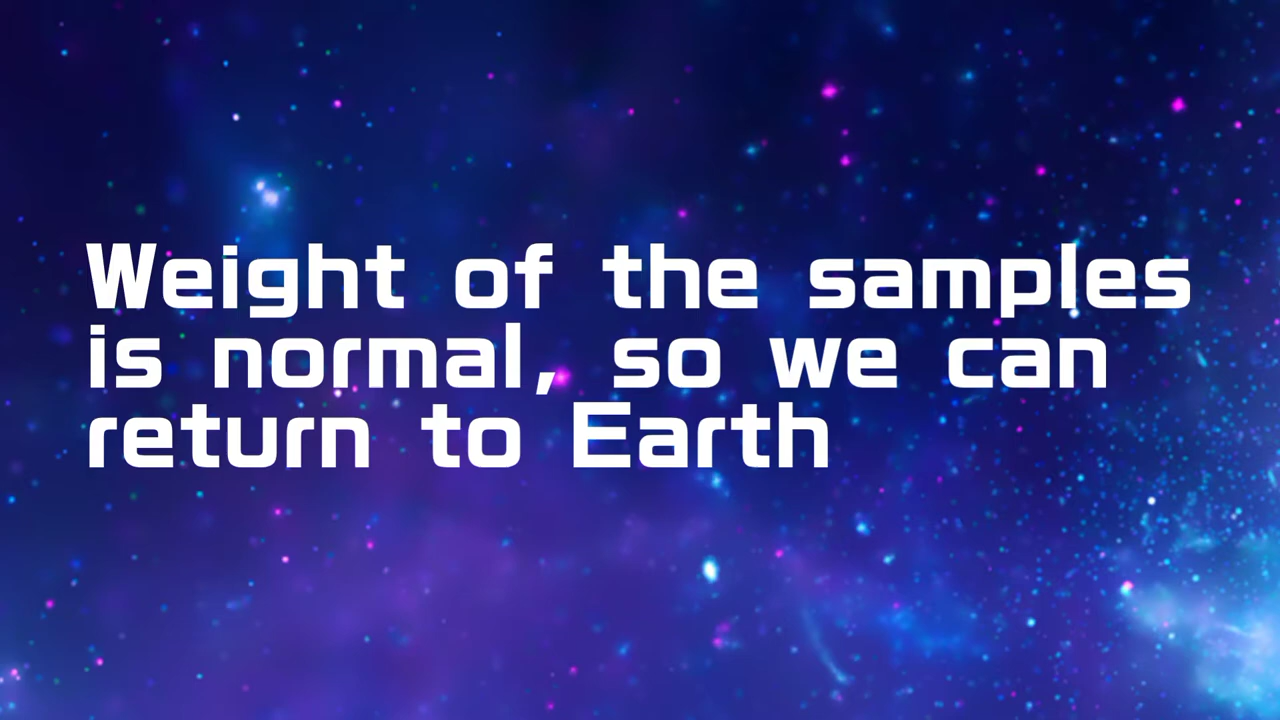 Weight of the samples
is normal, so we can
return to Earth